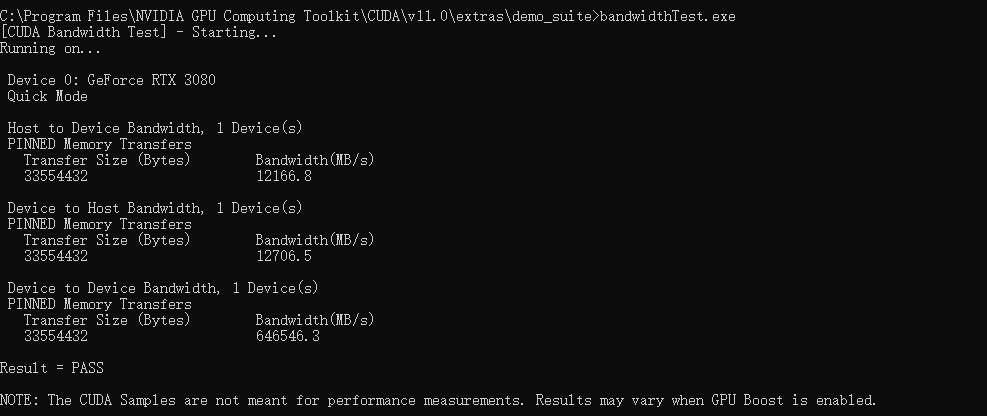 C:\Program Files\NVIDIA GPU Computing Toolkit\CUDA\v11.0\extras\demo_suite>bandwidthTest.exe
[CUDA Bandwidth Test] - Starting...
Running on...
Device 0: GeForce RTX 3080
Quick Mode
Host to Device Bandwidth, 1 Device(s)
PINNED Memory Transfers
Transfer Size (Bytes) Bandwidth(MB/s)
33554432 12166.8
Device to Host Bandwidth, 1 Device(s)
PINNED Memory Transfers
Transfer Size (Bytes) Bandwidth(MB/s)
33554432 12706.5
Device to Device Bandwidth, 1 Device(s)
PINNED Memory Transfers
Transfer Size (Bytes) Bandwidth(MB/s)
33554432 646546.3
Result = PASS
NOTE: The CUDA Samples are not meant for performance measurements. Results may vary when GPU Boost is enabled.